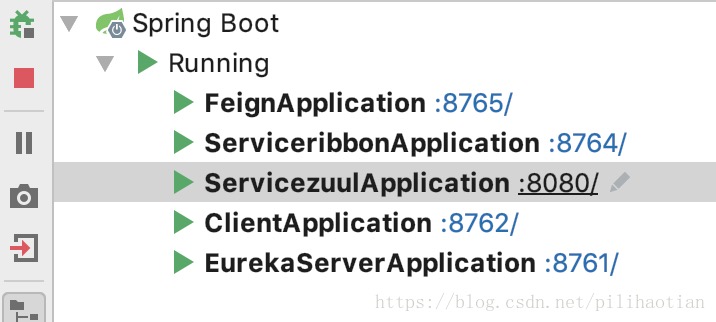 Spring Boot
Running
FeignApplication :8765/
ServiceribbonApplication :8764/
ServicezuulApplication :8080/
ClientApplication :8762/
EurekaServerApplication :8761/
https://blog.csdn.net/pilihaotian